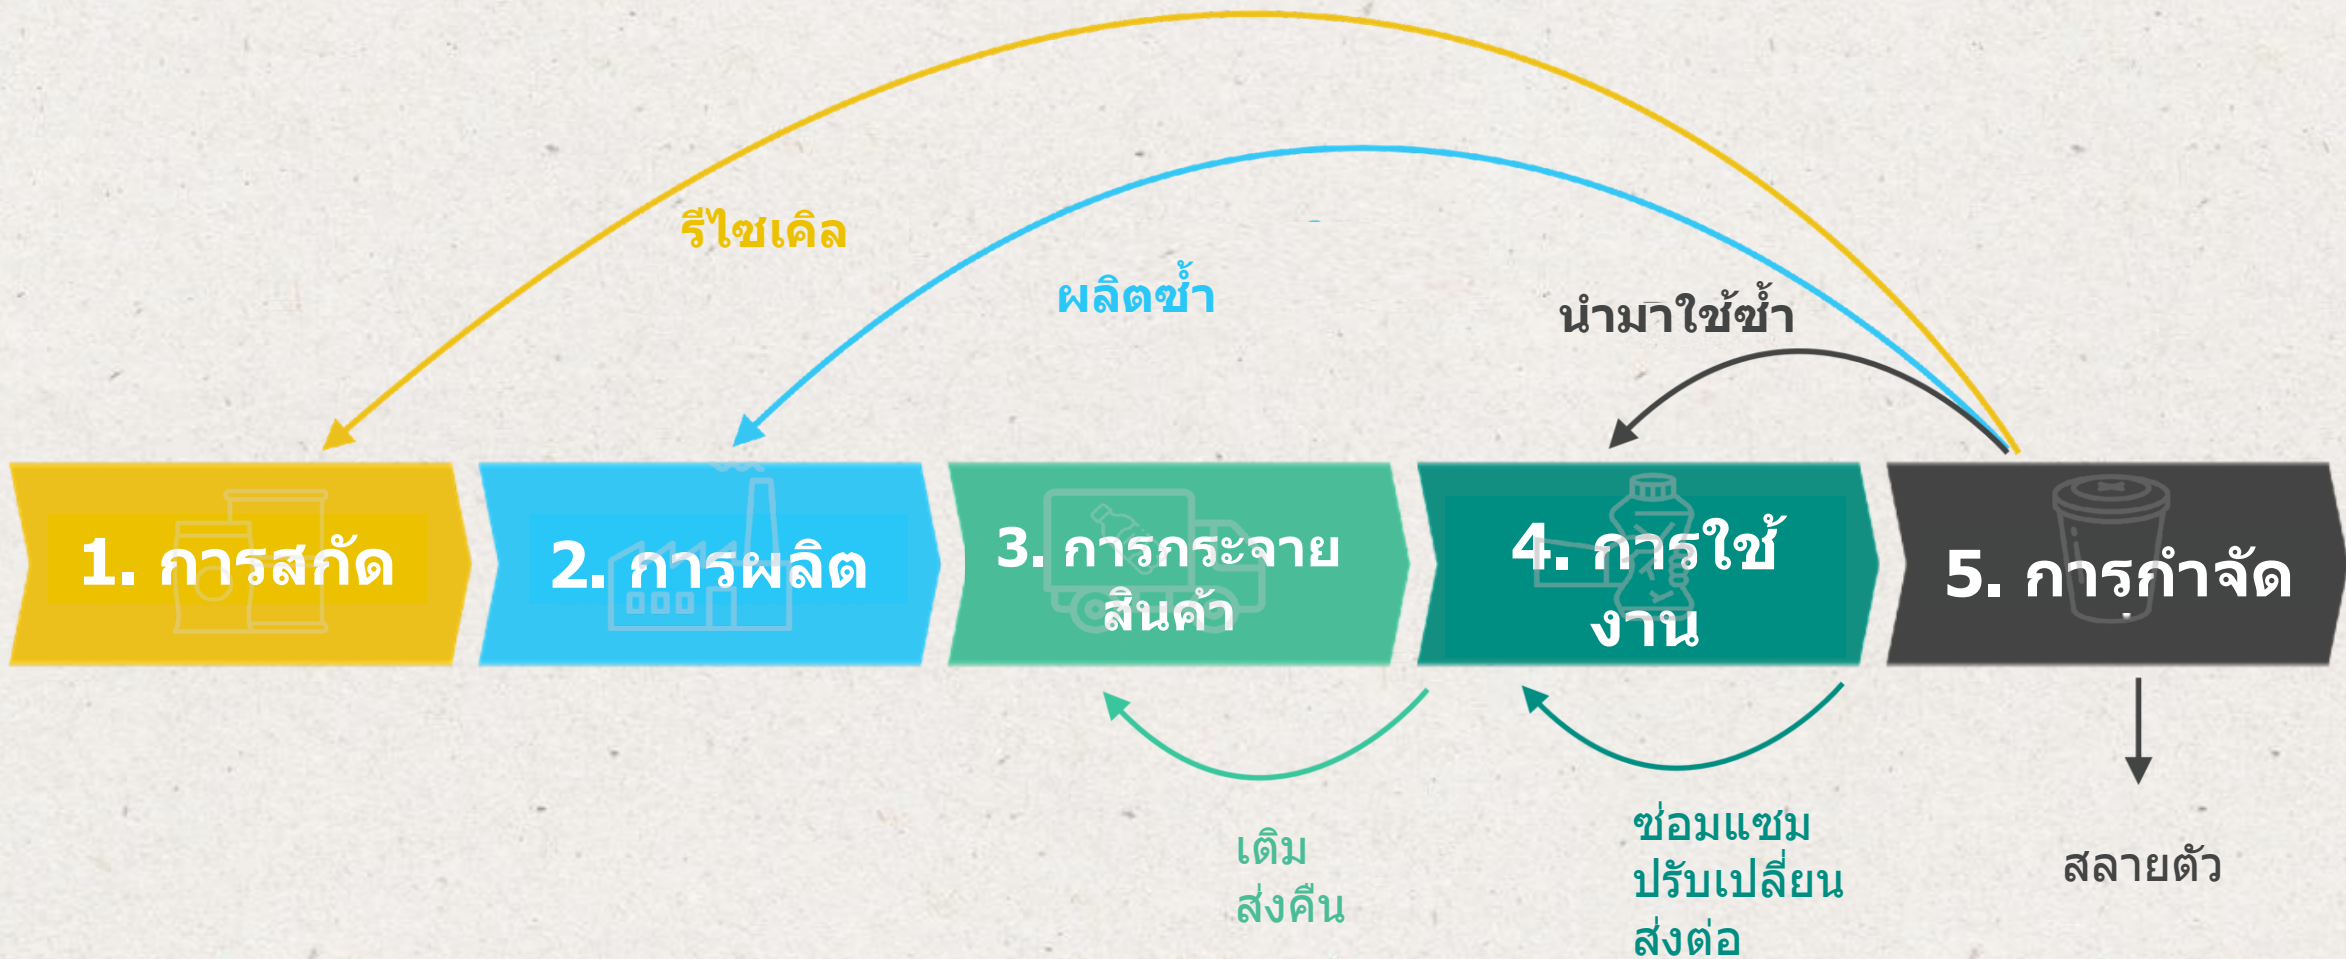 รีไซเคิล
ผลิตซ้ำ
นำมาใช้ซ้ำ
1. การสกัด
2. การผลิต
3. การกระจาย
สินค้า
4. การใช้
งาน
5. การกำจัด
เติม
ส่งคืน
ซ่อมแซม
ปรับเปลี่ยน
ส่งต่อ
สลายตัว